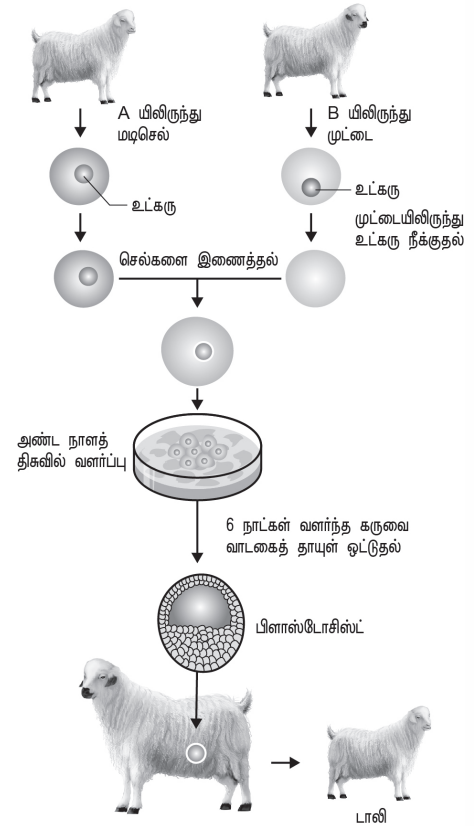 A யிலிருந்து
மடிசெல்
B யிலிருந்து
முட்டை
உட்கரு
உட்கரு
முட்டையிலிருந்து
உட்கரு நீக்குதல்
செல்களை இணைத்தல்
அண்ட நாளத்
திசுவில் வளர்ப்பு
6 நாட்கள் வளர்ந்த கருவை
வாடகைத் தாயுள் ஒட்டுதல்
பிளாஸ்டோசிஸ்ட்
டாலி